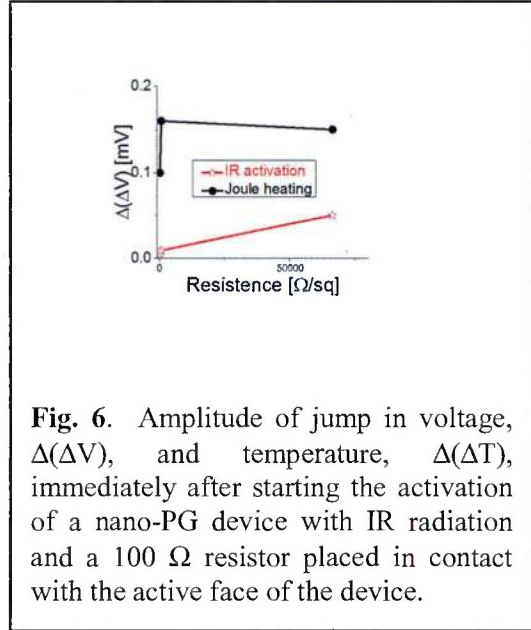 0.2
Δ(ΔV) [mV]
0.1
IR activation
Joule heating
0.0
0
50000
Resistence [Ω/sq]
Fig. 6. Amplitude of jump in voltage,
Δ(ΔV), and temperature, Δ(ΔT),
immediately after starting the activation
of a nano-PG device with IR radiation
and a 100 Ω resistor placed in contact
with the active face of the device.